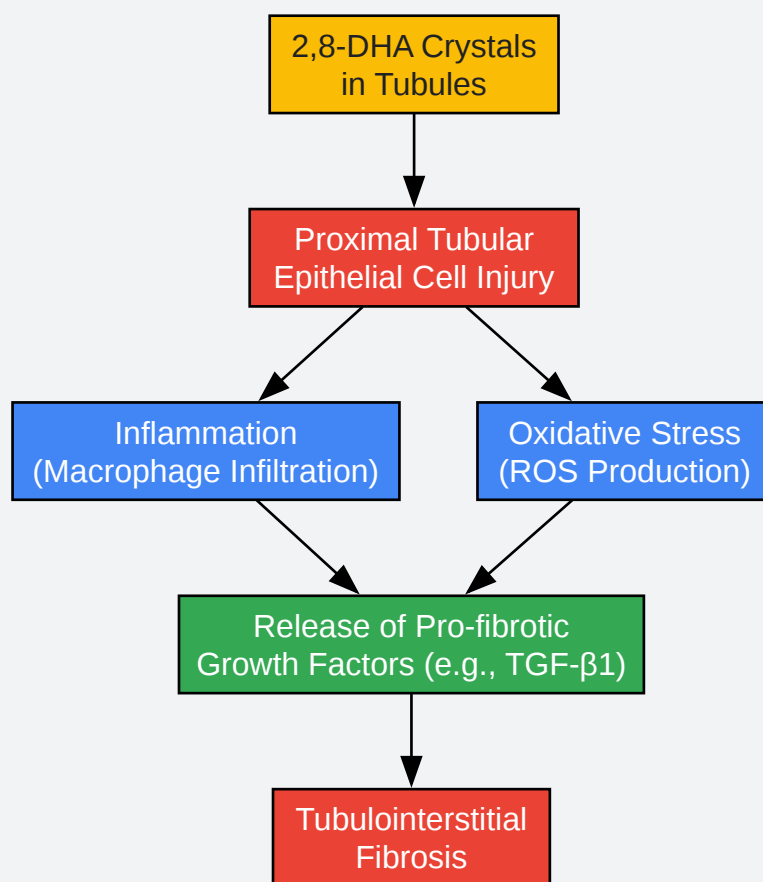 2,8-DHA Crystals
in Tubules
Proximal Tubular
Epithelial Cell Injury
Inflammation
(Macrophage Infiltration)
Oxidative Stress
(ROS Production)
Release of Pro-fibrotic
Growth Factors (e.g., TGF-β1)
Tubulointerstitial
Fibrosis